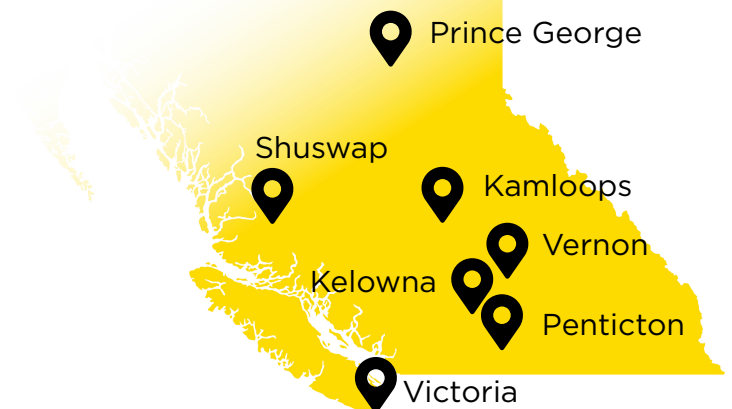 Prince George
Shuswap
Kamloops
Vernon
Kelowna
Penticton
Victoria